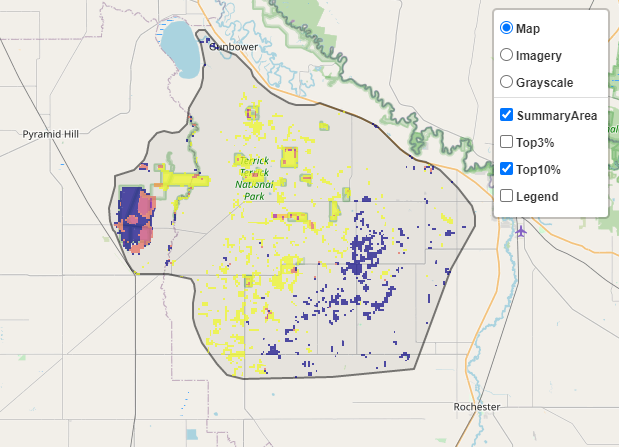 Map
Imagery
Grayscale
SummaryArea
Top3%
Top10%
Legend
Gunbower
Pyramid Hill
Terrick
Terrick
National
Park
Rochester